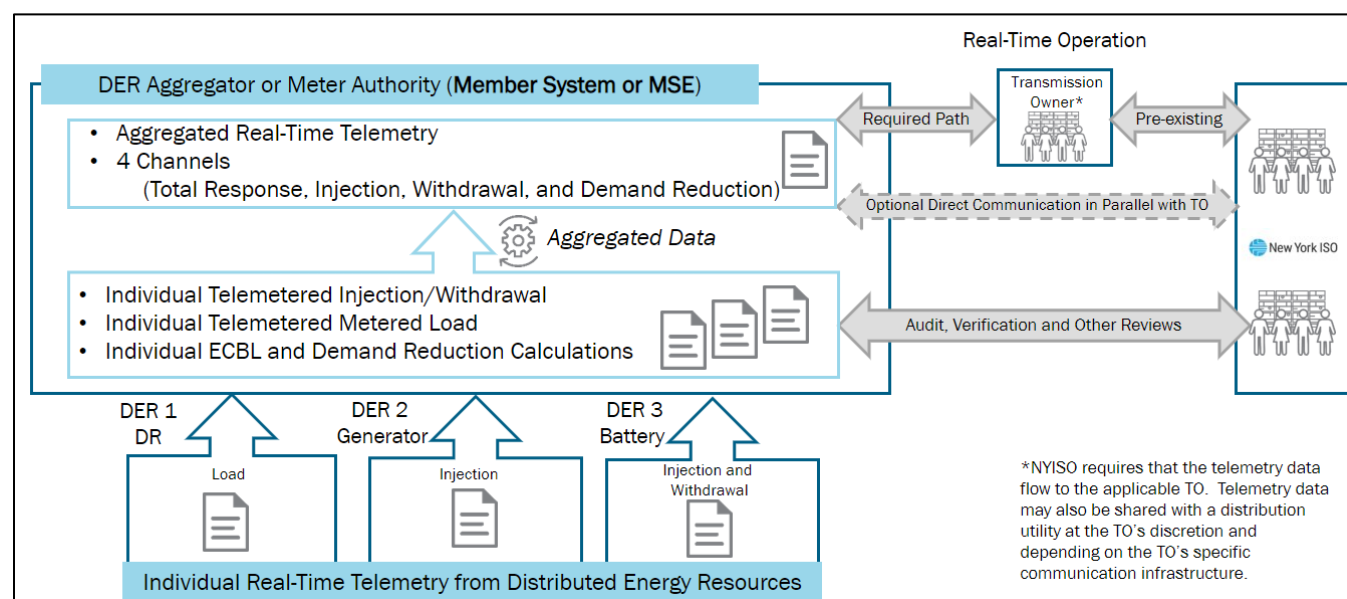 Real-Time Operation
DER Aggregator or Meter Authority (Member System or MSE)
• Aggregated Real-Time Telemetry
• 4 Channels
(Total Response, Injection, Withdrawal, and Demand Reduction)
Required Path
Transmission
Owner*
Pre-existing
Optional Direct Communication in Parallel with TO
Aggregated Data
New York ISO
• Individual Telemetered Injection/Withdrawal
• Individual Telemetered Metered Load
• Individual ECBL and Demand Reduction Calculations
Audit, Verification and Other Reviews
DER 1
DR
DER 2
Generator
DER 3
Battery
Load
Injection
Injection and
Withdrawal
Individual Real-Time Telemetry from Distributed Energy Resources
*NYISO requires that the telemetry data
flow to the applicable TO. Telemetry data
may also be shared with a distribution
utility at the TO's discretion and
depending on the TO's specific
communication infrastructure.